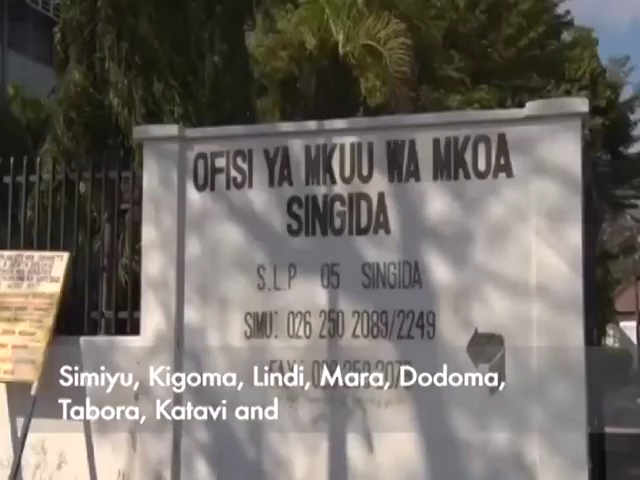 OFISI YA MKUU WA MKOA
SINGIDA
S.L P 05 SINGIDA
SIMU: 026 250 2089/2249
Simiyu, Kigoma, Lindi, Mara, Dodoma,
Tabora, Katavi and